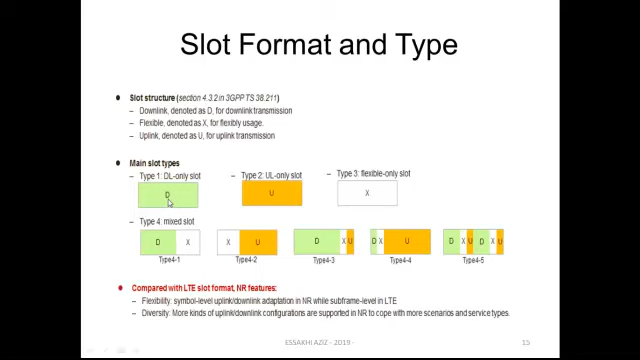 Slot Format and Type
● Slot structure (section 4.3.2 in 3GPP TS 38.211)
– Downlink, denoted as D, for downlink transmission
– Flexible, denoted as X, for flexibly usage.
– Uplink, denoted as U, for uplink transmission
● Main slot types
– Type 1: DL-only slot – Type 2: UL-only slot – Type 3: flexible-only slot
D U X
– Type 4: mixed slot
D X X U D X U D X U D X U D X U
Type4-1 Type4-2 Type4-3 Type4-4 Type4-5
● Compared with LTE slot format, NR features:
– Flexibility: symbol-level uplink/downlink adaptation in NR while subframe-level in LTE
– Diversity: More kinds of uplink/downlink configurations are supported in NR to cope with more scenarios and service types.
ESSAKHI AZIZ - 2019 - 15